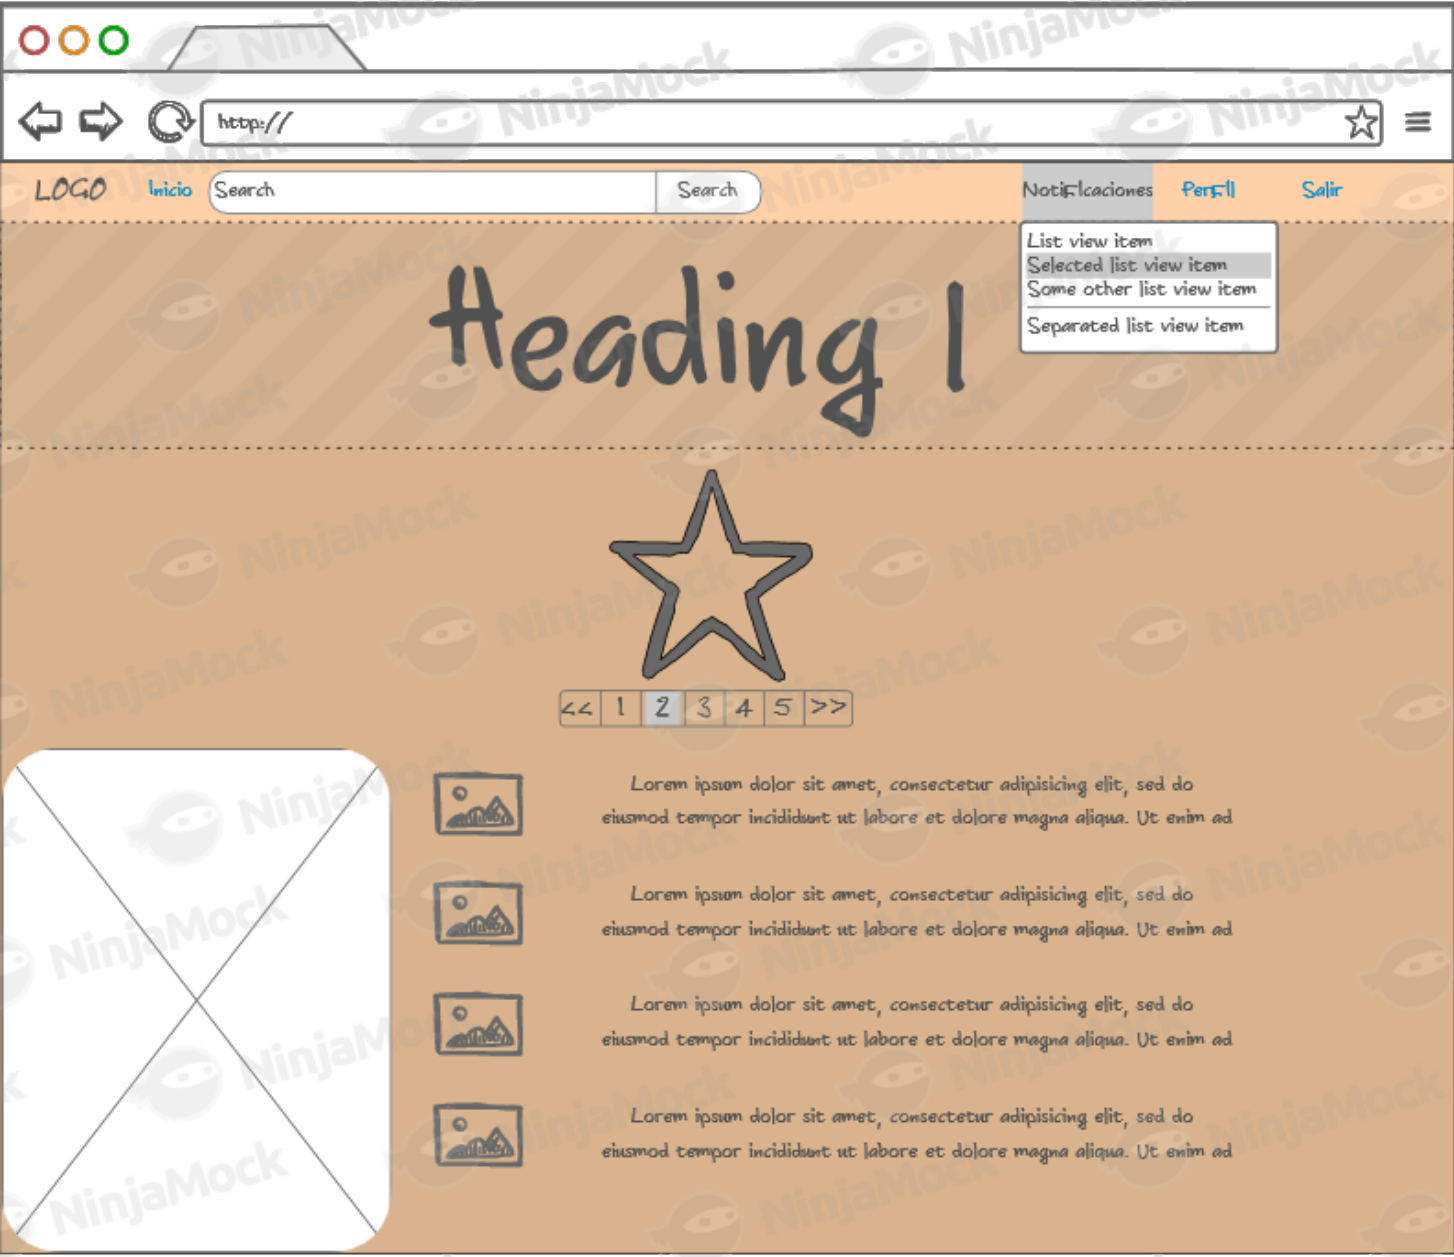 http://
LOGO Inicio Search Search Notificaciones Perfil Salir
List view item
Selected list view item
Some other list view item
Separated list view item
Heading 1
<< 1 2 3 4 5 >>
Lorem ipsum dolor sit amet, consectetur adipisicing elit, sed do
eiusmod tempor incididunt ut labore et dolore magna aliqua. Ut enim ad
Lorem ipsum dolor sit amet, consectetur adipisicing elit, sed do
eiusmod tempor incididunt ut labore et dolore magna aliqua. Ut enim ad
Lorem ipsum dolor sit amet, consectetur adipisicing elit, sed do
eiusmod tempor incididunt ut labore et dolore magna aliqua. Ut enim ad
Lorem ipsum dolor sit amet, consectetur adipisicing elit, sed do
eiusmod tempor incididunt ut labore et dolore magna aliqua. Ut enim ad
NinjaMock